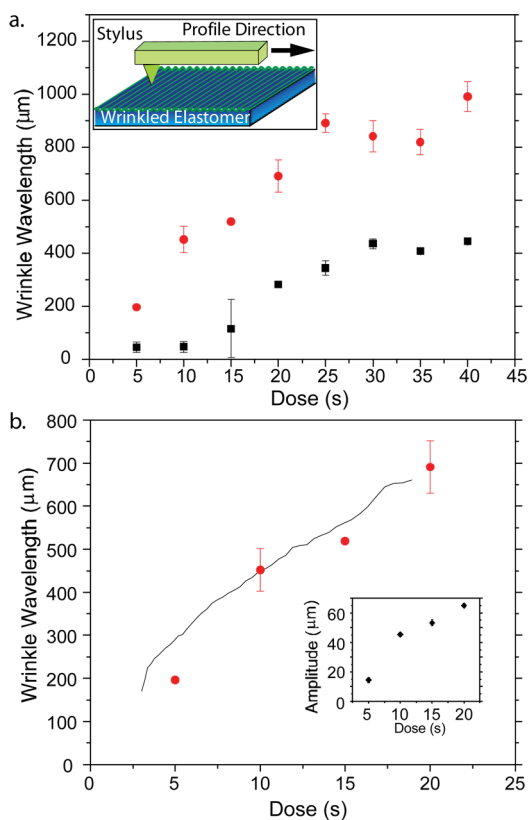 a.
Stylus
Profile Direction
Wrinkled Elastomer
Wrinkle Wavelength (μm)
1200
1000
800
600
400
200
0
0 5 10 15 20 25 30 35 40 45
Dose (s)
b.
Wrinkle Wavelength (μm)
800
700
600
500
400
300
200
100
0
0 5 10 15 20 25
Dose (s)
Amplitude (μm)
60
40
20
0
5 10 15 20
Dose (s)